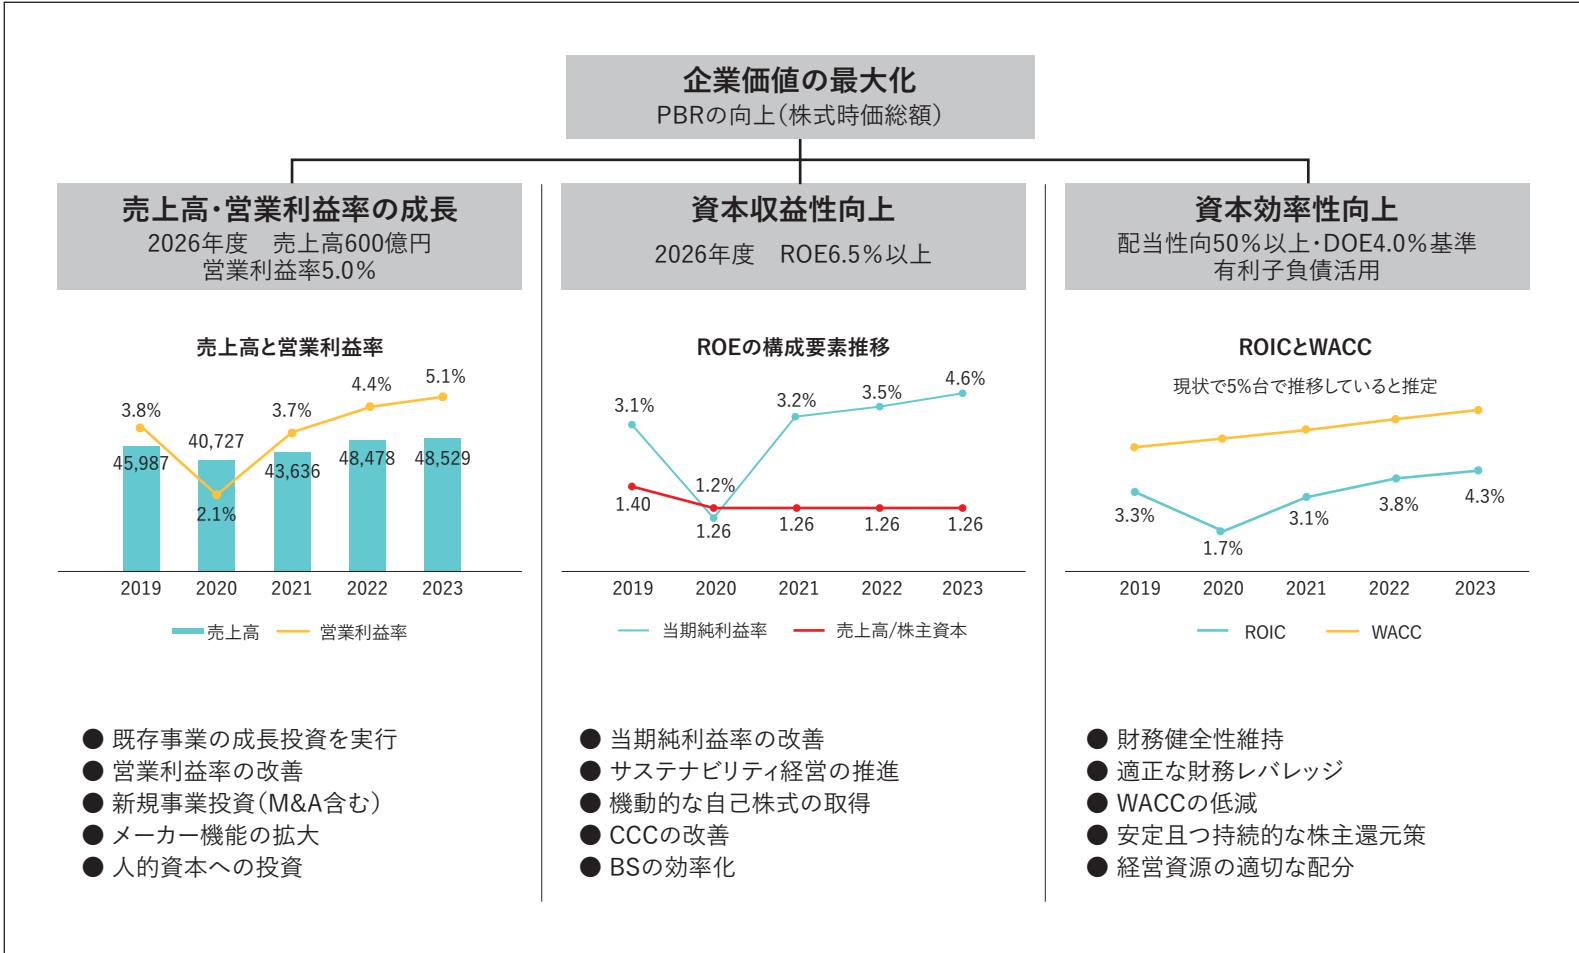 企業価値の最大化
PBRの向上(株式時価総額)
売上高・営業利益率の成長
2026年度　売上高600億円
営業利益率5.0%
売上高と営業利益率
3.8%
2.1%
3.7%
4.4%
5.1%
45,987
40,727
43,636
48,478
48,529
2019
2020
2021
2022
2023
売上高
営業利益率
● 既存事業の成長投資を実行
● 営業利益率の改善
● 新規事業投資(M&A含む)
● メーカー機能の拡大
● 人的資本への投資
資本収益性向上
2026年度　ROE6.5%以上
ROEの構成要素推移
3.1%
1.2%
3.2%
3.5%
4.6%
1.40
1.26
1.26
1.26
1.26
2019
2020
2021
2022
2023
当期純利益率
売上高/株主資本
● 当期純利益率の改善
● サステナビリティ経営の推進
● 機動的な自己株式の取得
● CCCの改善
● BSの効率化
資本効率性向上
配当性向50%以上・DOE4.0%基準
有利子負債活用
ROICとWACC
現状で5%台で推移していると推定
3.3%
1.7%
3.1%
3.8%
4.3%
2019
2020
2021
2022
2023
ROIC
WACC
● 財務健全性維持
● 適正な財務レバレッジ
● WACCの低減
● 安定且つ持続的な株主還元策
● 経営資源の適切な配分